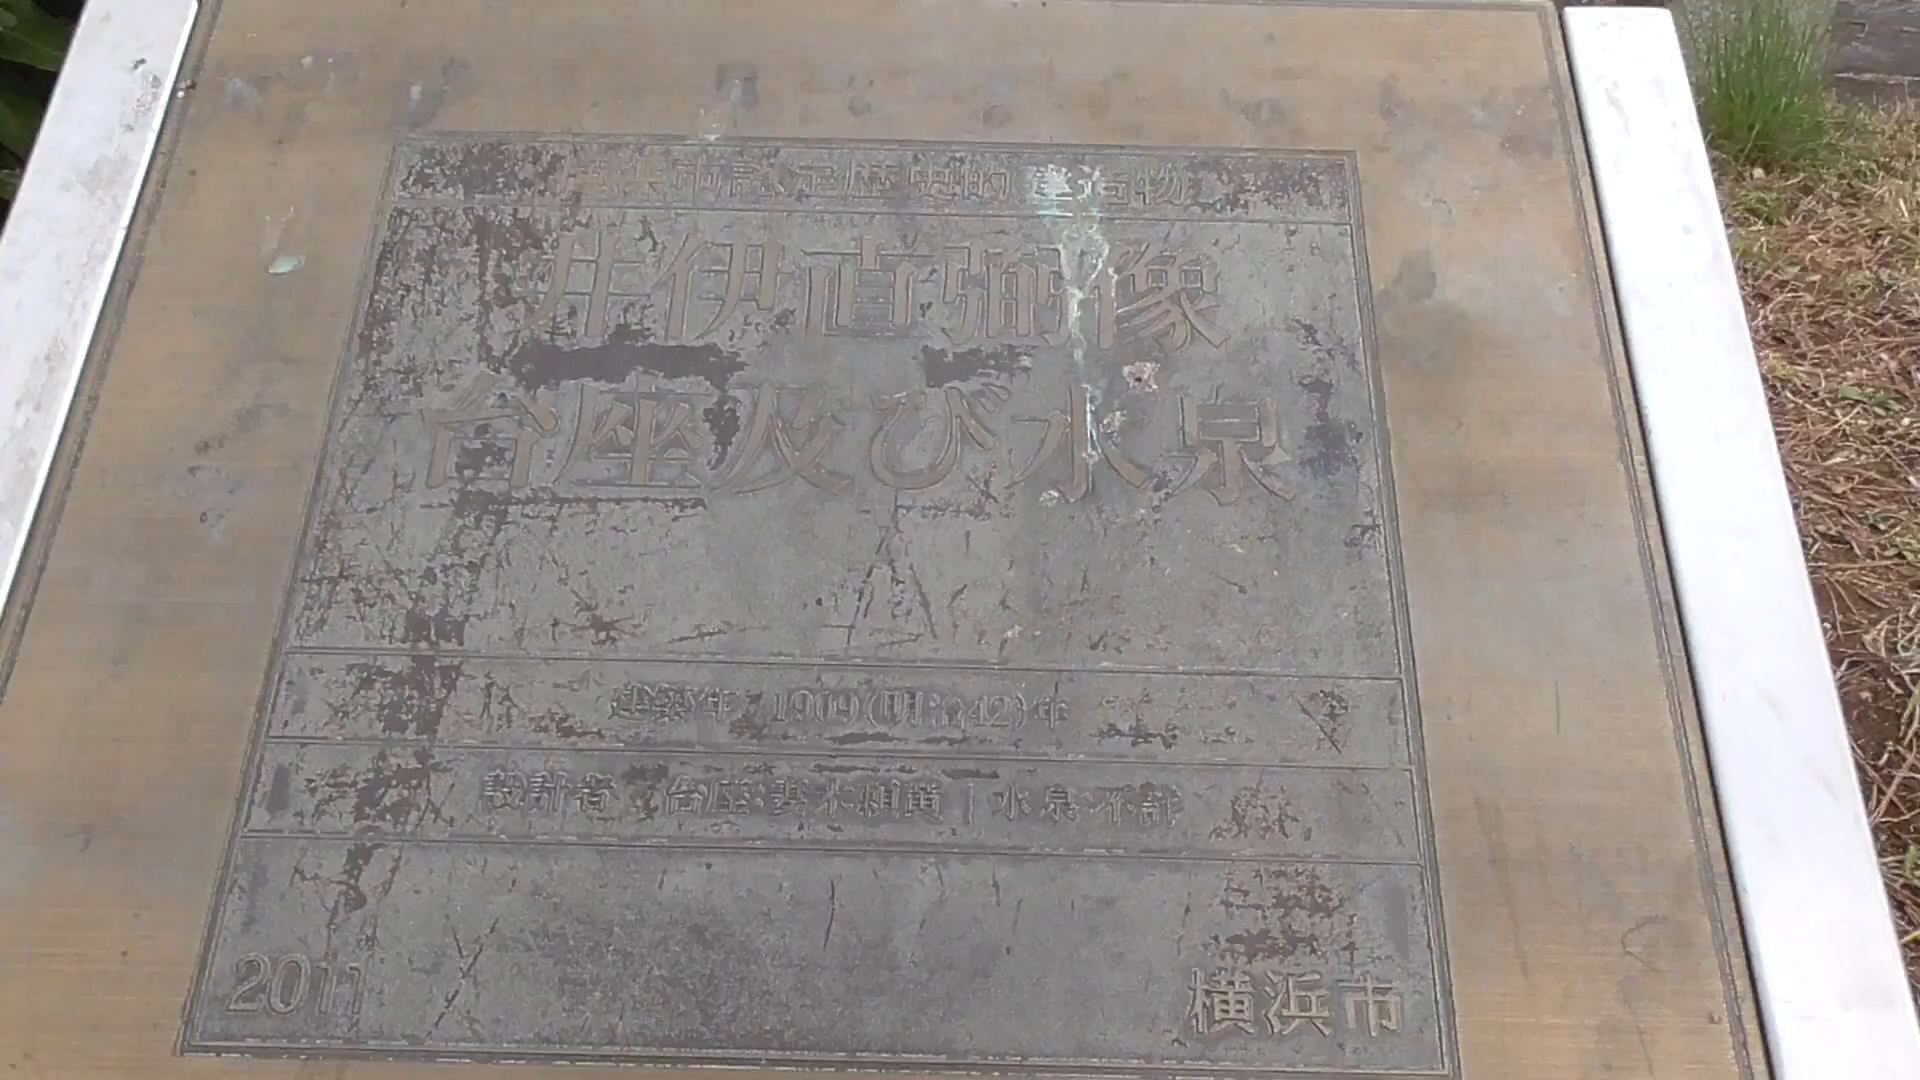 横浜市認定歴史的建造物
井伊直弼像
台座及び水泉
建築年 1909(明治42)年
設計者 台座:妻木頼黄|水泉:不詳
2011
横浜市